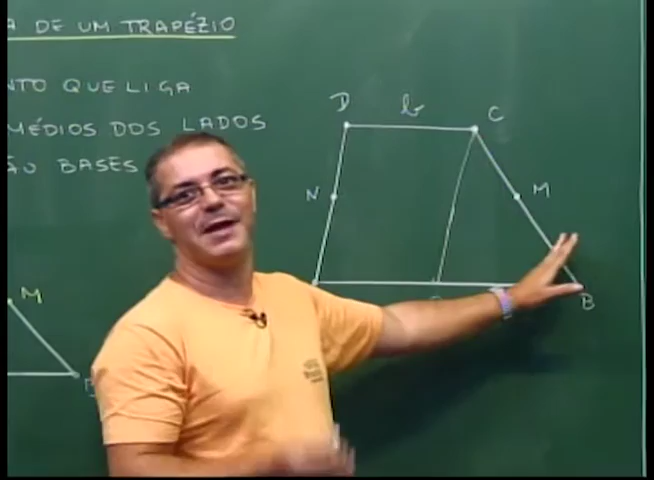 A DE UM TRAPÉZIO
NTO QUE LIGA
MÉDIOS DOS LADOS
ÃO BASES
D b C
N M
B
M